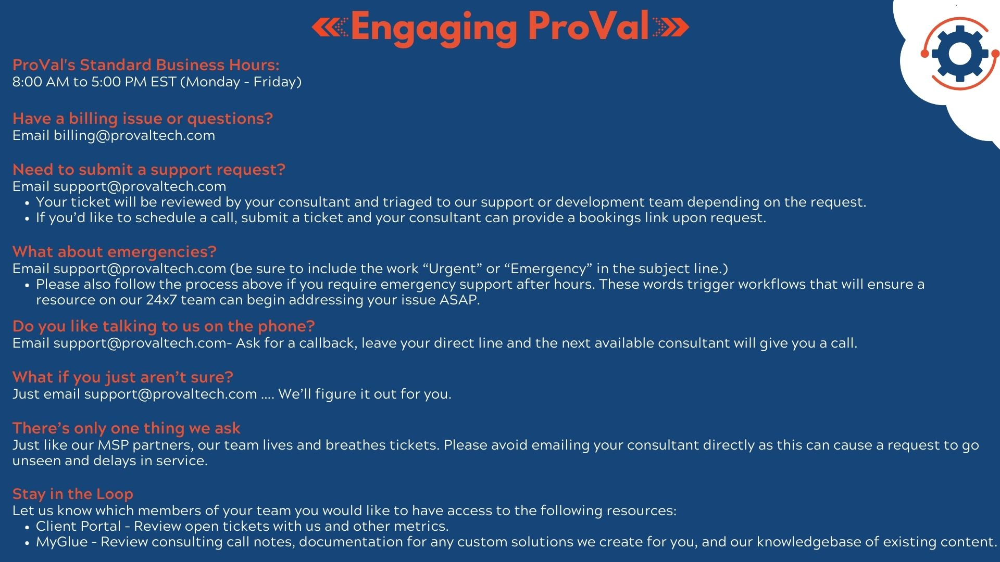 Engaging ProVal
ProVal's Standard Business Hours:
8:00 AM to 5:00 PM EST (Monday - Friday)
Have a billing issue or questions?
Email billing@provaltech.com
Need to submit a support request?
Email support@provaltech.com
• Your ticket will be reviewed by your consultant and triaged to our support or development team depending on the request.
• If you’d like to schedule a call, submit a ticket and your consultant can provide a bookings link upon request.
What about emergencies?
Email support@provaltech.com (be sure to include the work “Urgent” or “Emergency” in the subject line.)
• Please also follow the process above if you require emergency support after hours. These words trigger workflows that will ensure a
resource on our 24x7 team can begin addressing your issue ASAP.
Do you like talking to us on the phone?
Email support@provaltech.com- Ask for a callback, leave your direct line and the next available consultant will give you a call.
What if you just aren’t sure?
Just email support@provaltech.com .... We’ll figure it out for you.
There’s only one thing we ask
Just like our MSP partners, our team lives and breathes tickets. Please avoid emailing your consultant directly as this can cause a request to go
unseen and delays in service.
Stay in the Loop
Let us know which members of your team you would like to have access to the following resources:
• Client Portal - Review open tickets with us and other metrics.
• MyGlue - Review consulting call notes, documentation for any custom solutions we create for you, and our knowledgebase of existing content.